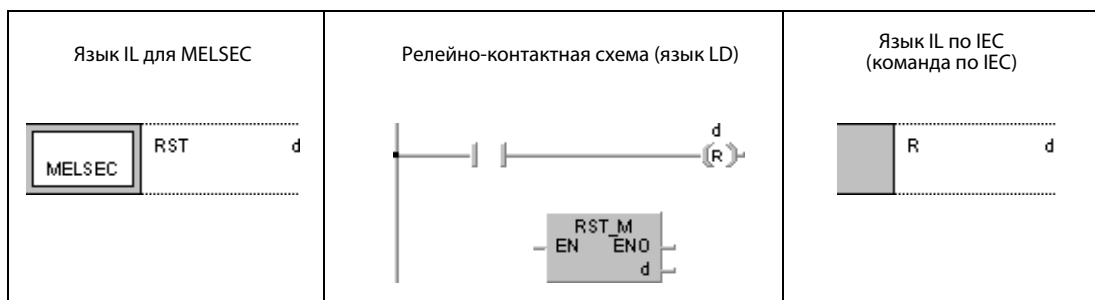 Язык IL для MELSEC
MELSEC
RST d
Релейно-контактная схема (язык LD)
d
R
RST_M
EN ENO
d
Язык IL по IEC
(команда по IEC)
R d